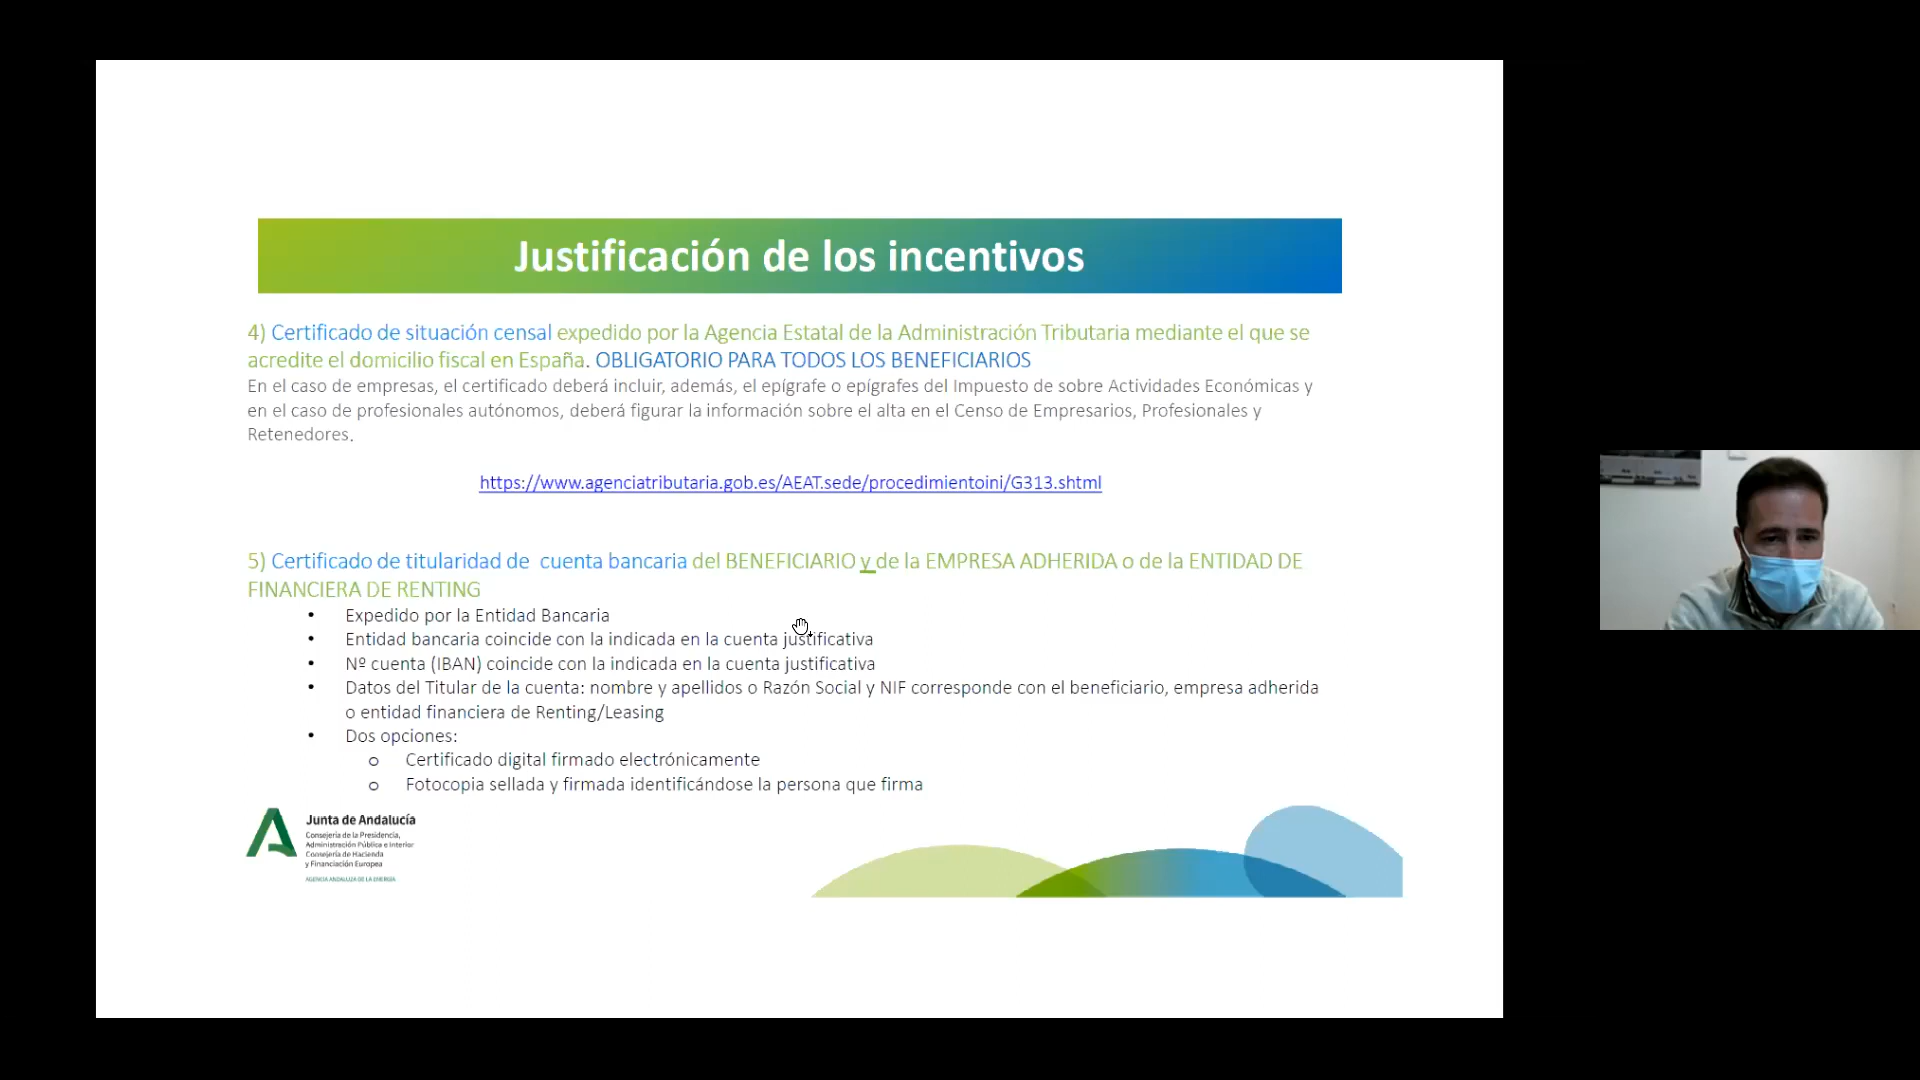 Justificación de los incentivos
4) Certificado de situación censal expedido por la Agencia Estatal de la Administración Tributaria mediante el que se
acredite el domicilio fiscal en España. OBLIGATORIO PARA TODOS LOS BENEFICIARIOS
En el caso de empresas, el certificado deberá incluir, además, el epígrafe o epígrafes del Impuesto de sobre Actividades Económicas y
en el caso de profesionales autónomos, deberá figurar la información sobre el alta en el Censo de Empresarios, Profesionales y
Retenedores.
https://www.agenciatributaria.gob.es/AEAT.sede/procedimientoini/G313.shtml
5) Certificado de titularidad de cuenta bancaria del BENEFICIARIO y de la EMPRESA ADHERIDA o de la ENTIDAD DE
FINANCIERA DE RENTING
• Expedido por la Entidad Bancaria
• Entidad bancaria coincide con la indicada en la cuenta justificativa
• Nº cuenta (IBAN) coincide con la indicada en la cuenta justificativa
• Datos del Titular de la cuenta: nombre y apellidos o Razón Social y NIF corresponde con el beneficiario, empresa adherida
o entidad financiera de Renting/Leasing
• Dos opciones:
o Certificado digital firmado electrónicamente
o Fotocopia sellada y firmada identificándose la persona que firma
Junta de Andalucía
Consejería de la Presidencia,
Administración Pública e Interior
Consejería de Hacienda
y Financiación Europea
AGENCIA ANDALUZA DE LA ENERGÍA